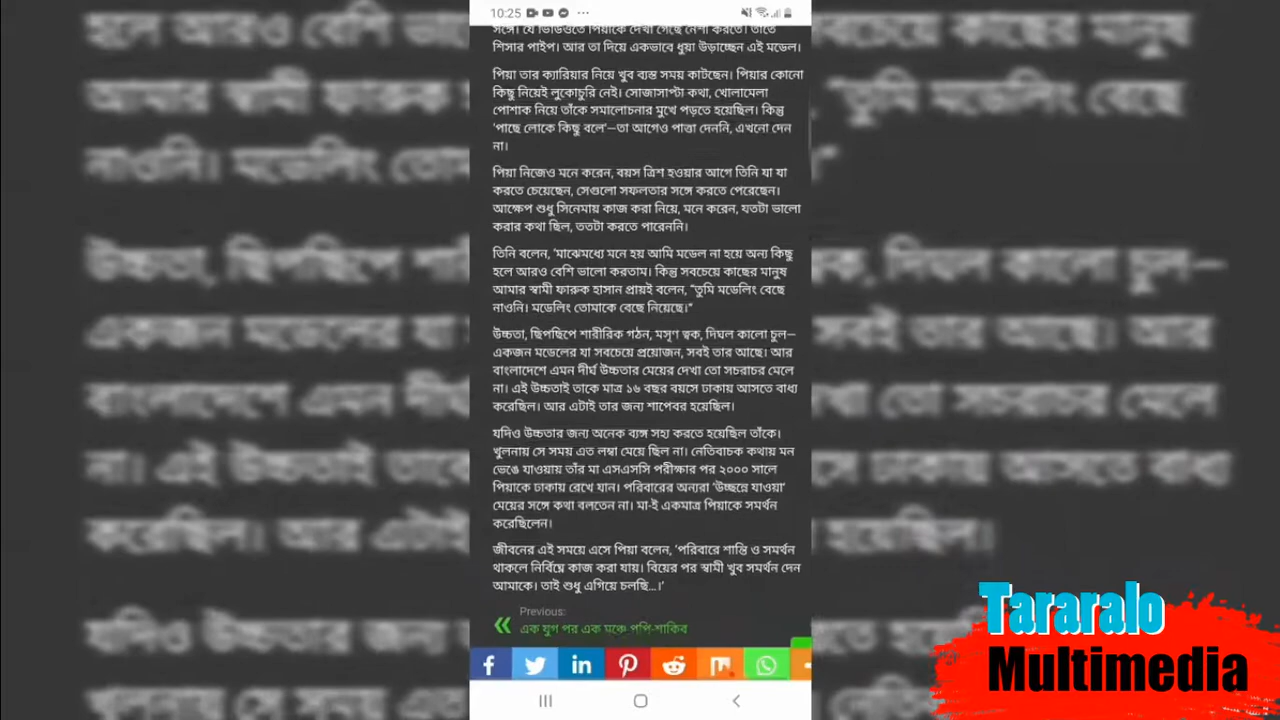 10:25
সঙ্গে। যে ভিডিওতে পিয়াকে দেখা গেছে নেশা করতে। তাতে
শিসার পাইপ। আর তা দিয়ে একভাবে ধুয়া উড়াচ্ছেন এই মডেল।
পিয়া তার ক্যারিয়ার নিয়ে খুব ব্যস্ত সময় কাটছেন। পিয়ার কোনো
কিছু নিয়েই লুকোচুরি নেই। সোজাসাপ্টা কথা, খোলামেলা
পোশাক নিয়ে তাঁকে সমালোচনার মুখে পড়তে হয়েছিল। কিন্তু
‘পাছে লোকে কিছু বলে’—তা আগেও পাত্তা দেননি, এখনো দেন
না।
পিয়া নিজেও মনে করেন, বয়স ত্রিশ হওয়ার আগে তিনি যা যা
করতে চেয়েছেন, সেগুলো সফলতার সঙ্গে করতে পেরেছেন।
আক্ষেপ শুধু সিনেমায় কাজ করা নিয়ে, মনে করেন, যতটা ভালো
করার কথা ছিল, ততটা করতে পারেননি।
তিনি বলেন, ‘মাঝেমধ্যে মনে হয় আমি মডেল না হয়ে অন্য কিছু
হলে আরও বেশি ভালো করতাম। কিন্তু সবচেয়ে কাছের মানুষ
আমার স্বামী ফারুক হাসান প্রায়ই বলেন, “তুমি মডেলিং বেছে
নাওনি। মডেলিং তোমাকে বেছে নিয়েছে।”
উচ্চতা, ছিপছিপে শারীরিক গঠন, মসৃণ ত্বক, দিঘল কালো চুল—
একজন মডেলের যা সবচেয়ে প্রয়োজন, সবই তার আছে। আর
বাংলাদেশে এমন দীর্ঘ উচ্চতার মেয়ের দেখা তো সচরাচর মেলে
না। এই উচ্চতাই তাকে মাত্র ১৬ বছর বয়সে ঢাকায় আসতে বাধ্য
করেছিল। আর এটাই তার জন্য শাপেবর হয়েছিল।
যদিও উচ্চতার জন্য অনেক ব্যঙ্গ সহ্য করতে হয়েছিল তাঁকে।
খুলনায় সে সময় এত লম্বা মেয়ে ছিল না। নেতিবাচক কথায় মন
ভেঙে যাওয়ায় তাঁর মা এসএসসি পরীক্ষার পর ২০০০ সালে
পিয়াকে ঢাকায় রেখে যান। পরিবারের অন্যরা ‘উচ্ছন্নে যাওয়া’
মেয়ের সঙ্গে কথা বলতেন না। মা-ই একমাত্র পিয়াকে সমর্থন
করেছিলেন।
জীবনের এই সময়ে এসে পিয়া বলেন, ‘পরিবারে শান্তি ও সমর্থন
থাকলে নির্বিঘ্নে কাজ করা যায়। বিয়ের পর স্বামী খুব সমর্থন দেন
আমাকে। তাই শুধু এগিয়ে চলছি...।’
Previous:
এক যুগ পর এক মঞ্চে পপি-শাকিব
Tararalo
Multimedia